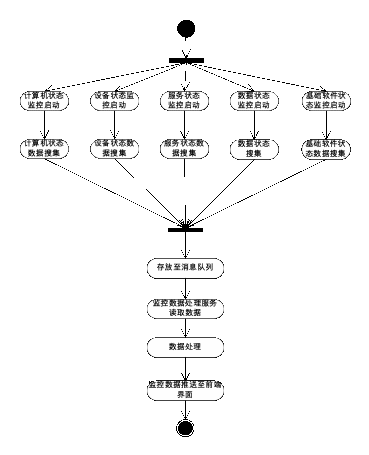 计算机状态
监控启动
设备状态监
控启动
服务状态
监控启动
数据状态
监控启动
基础软件状
态监控启动
计算机状态
数据搜集
设备状态数
据搜集
服务状态数
据搜集
数据状态
搜集
基础软件状
态数据搜集
存放至消息队列
监控数据处理服务
读取数据
数据处理
监控数据推送至前端
界面